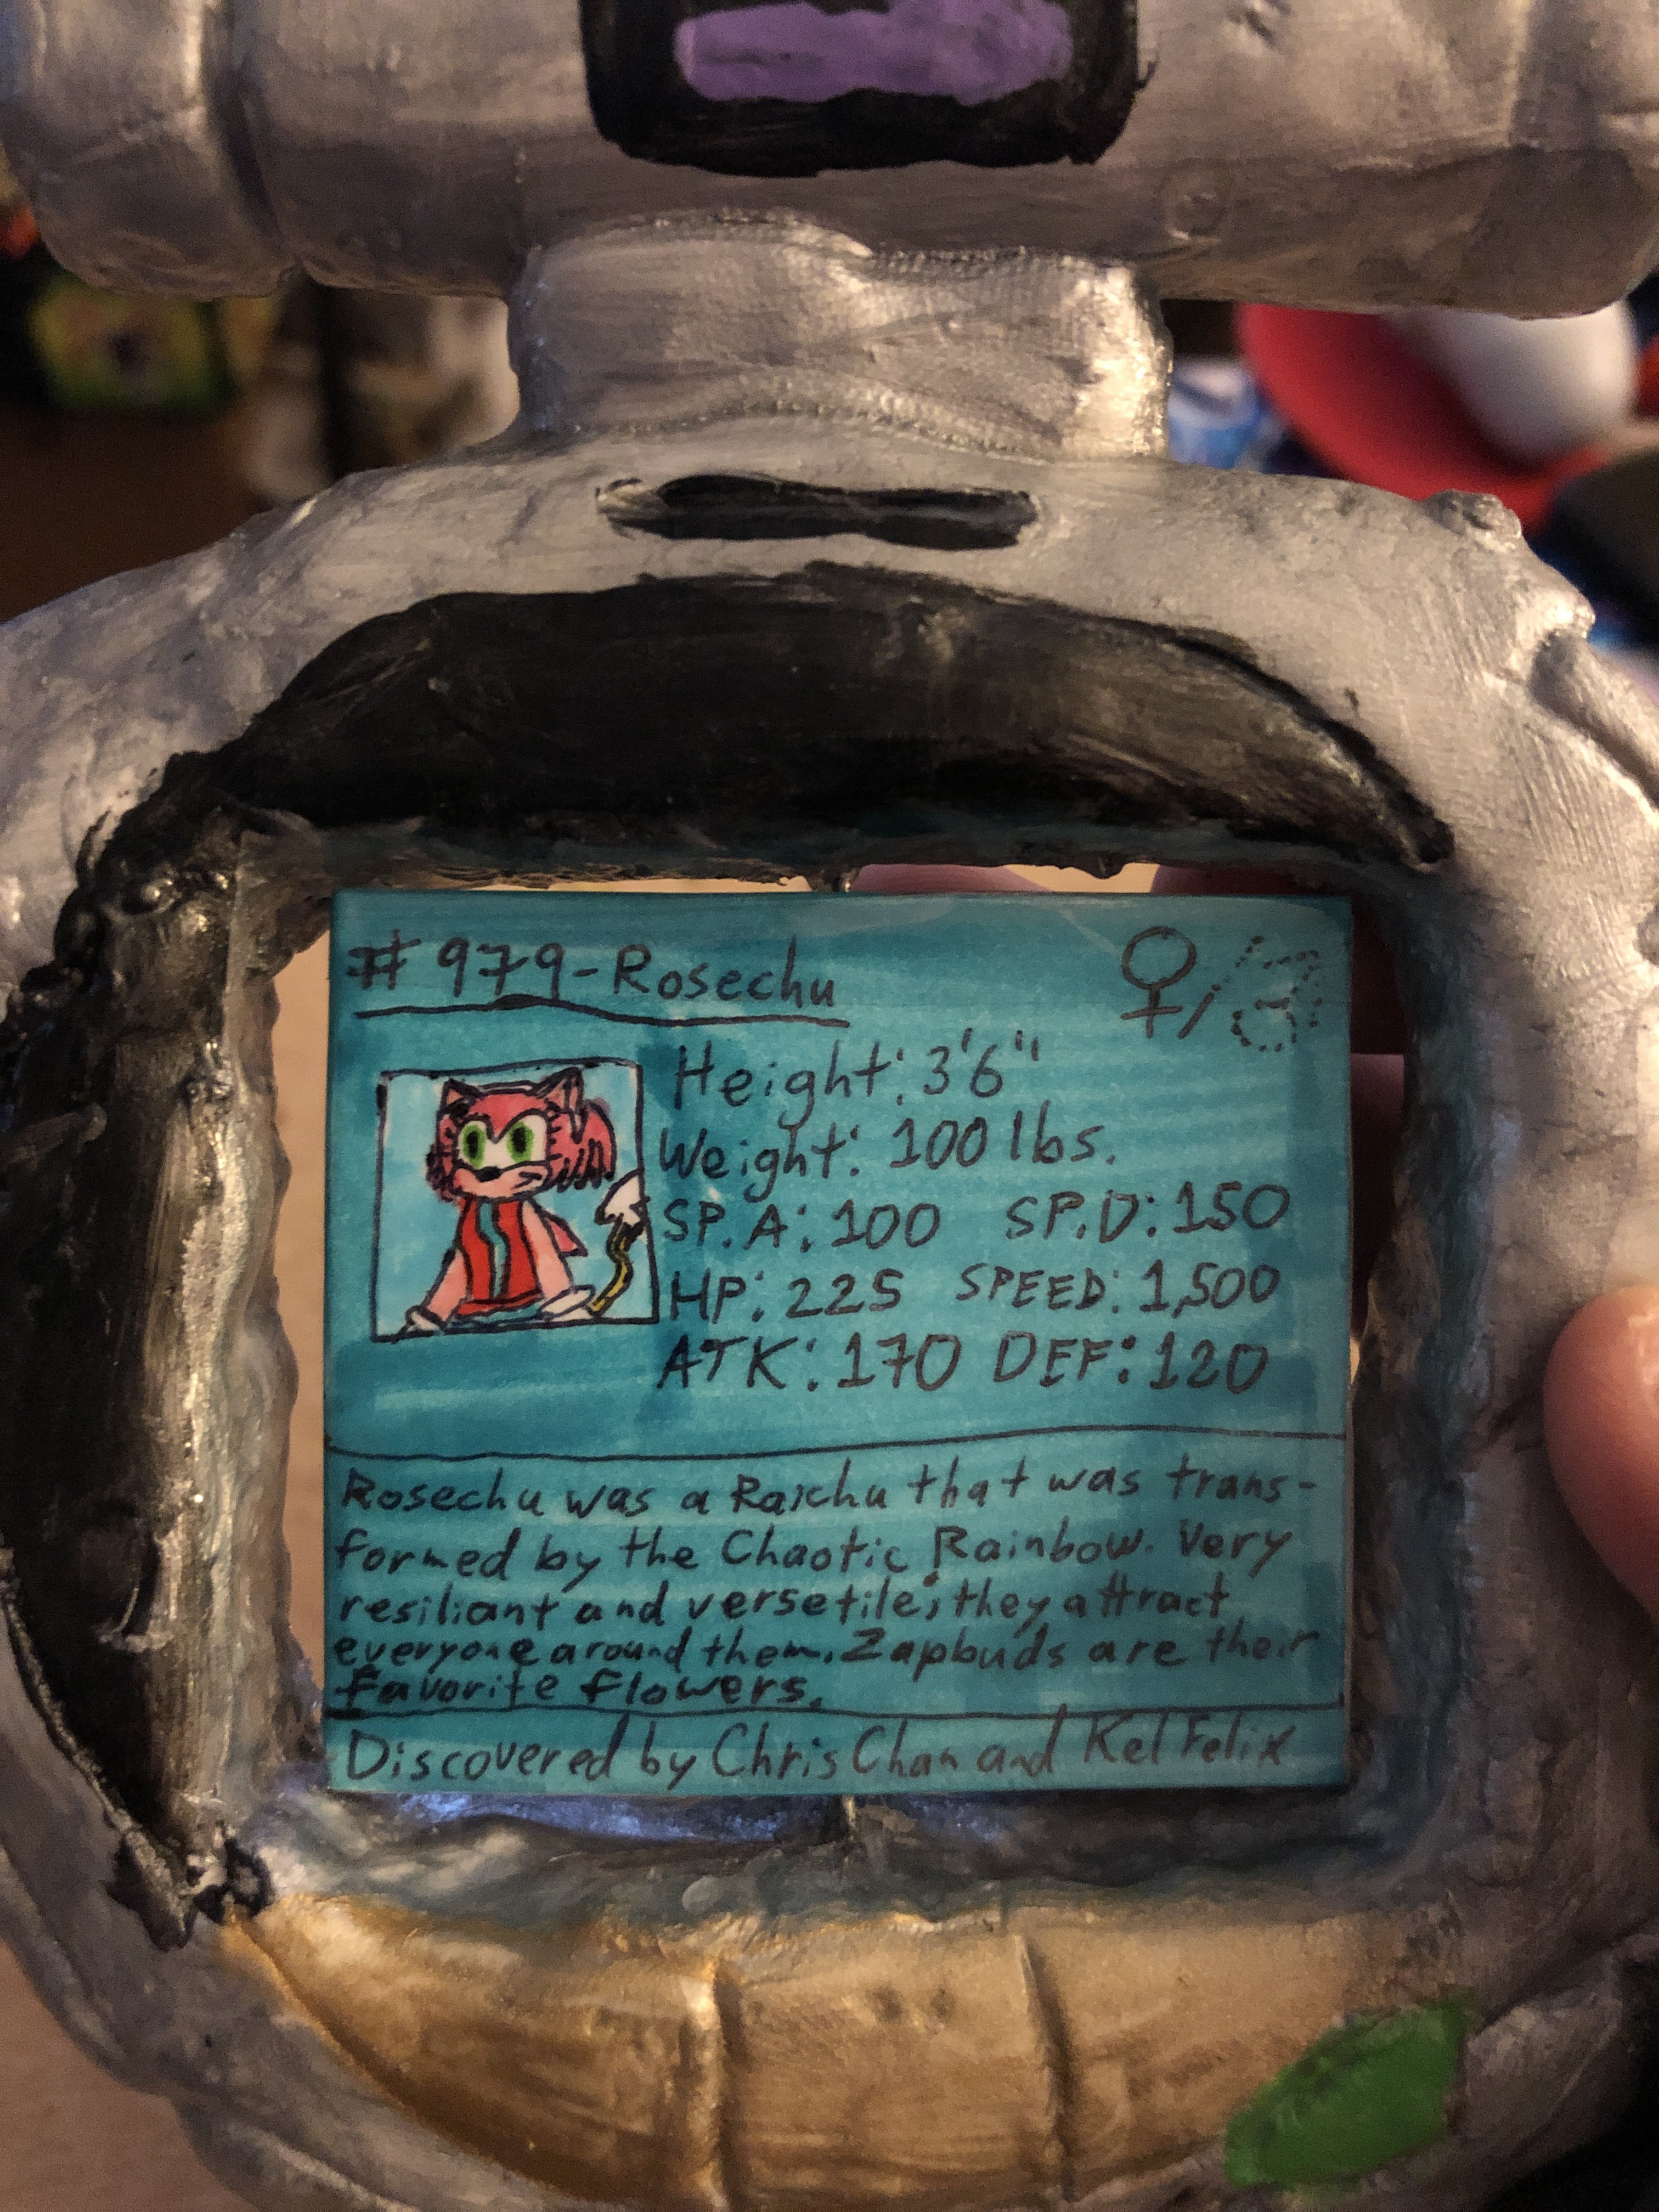 # 979-Rosechu
♀/♂
Height: 3'6"
Weight: 100 lbs.
SP. A: 100 SP.D: 150
HP: 225 SPEED: 1,500
ATK: 170 DEF: 120
Rosechu was a Raichu that was trans-
formed by the Chaotic Rainbow. Very
resiliant and versetile; they attract
everyone around them. Zapbuds are their
favorite flowers.
Discovered by Chris Chan and Kel Felix